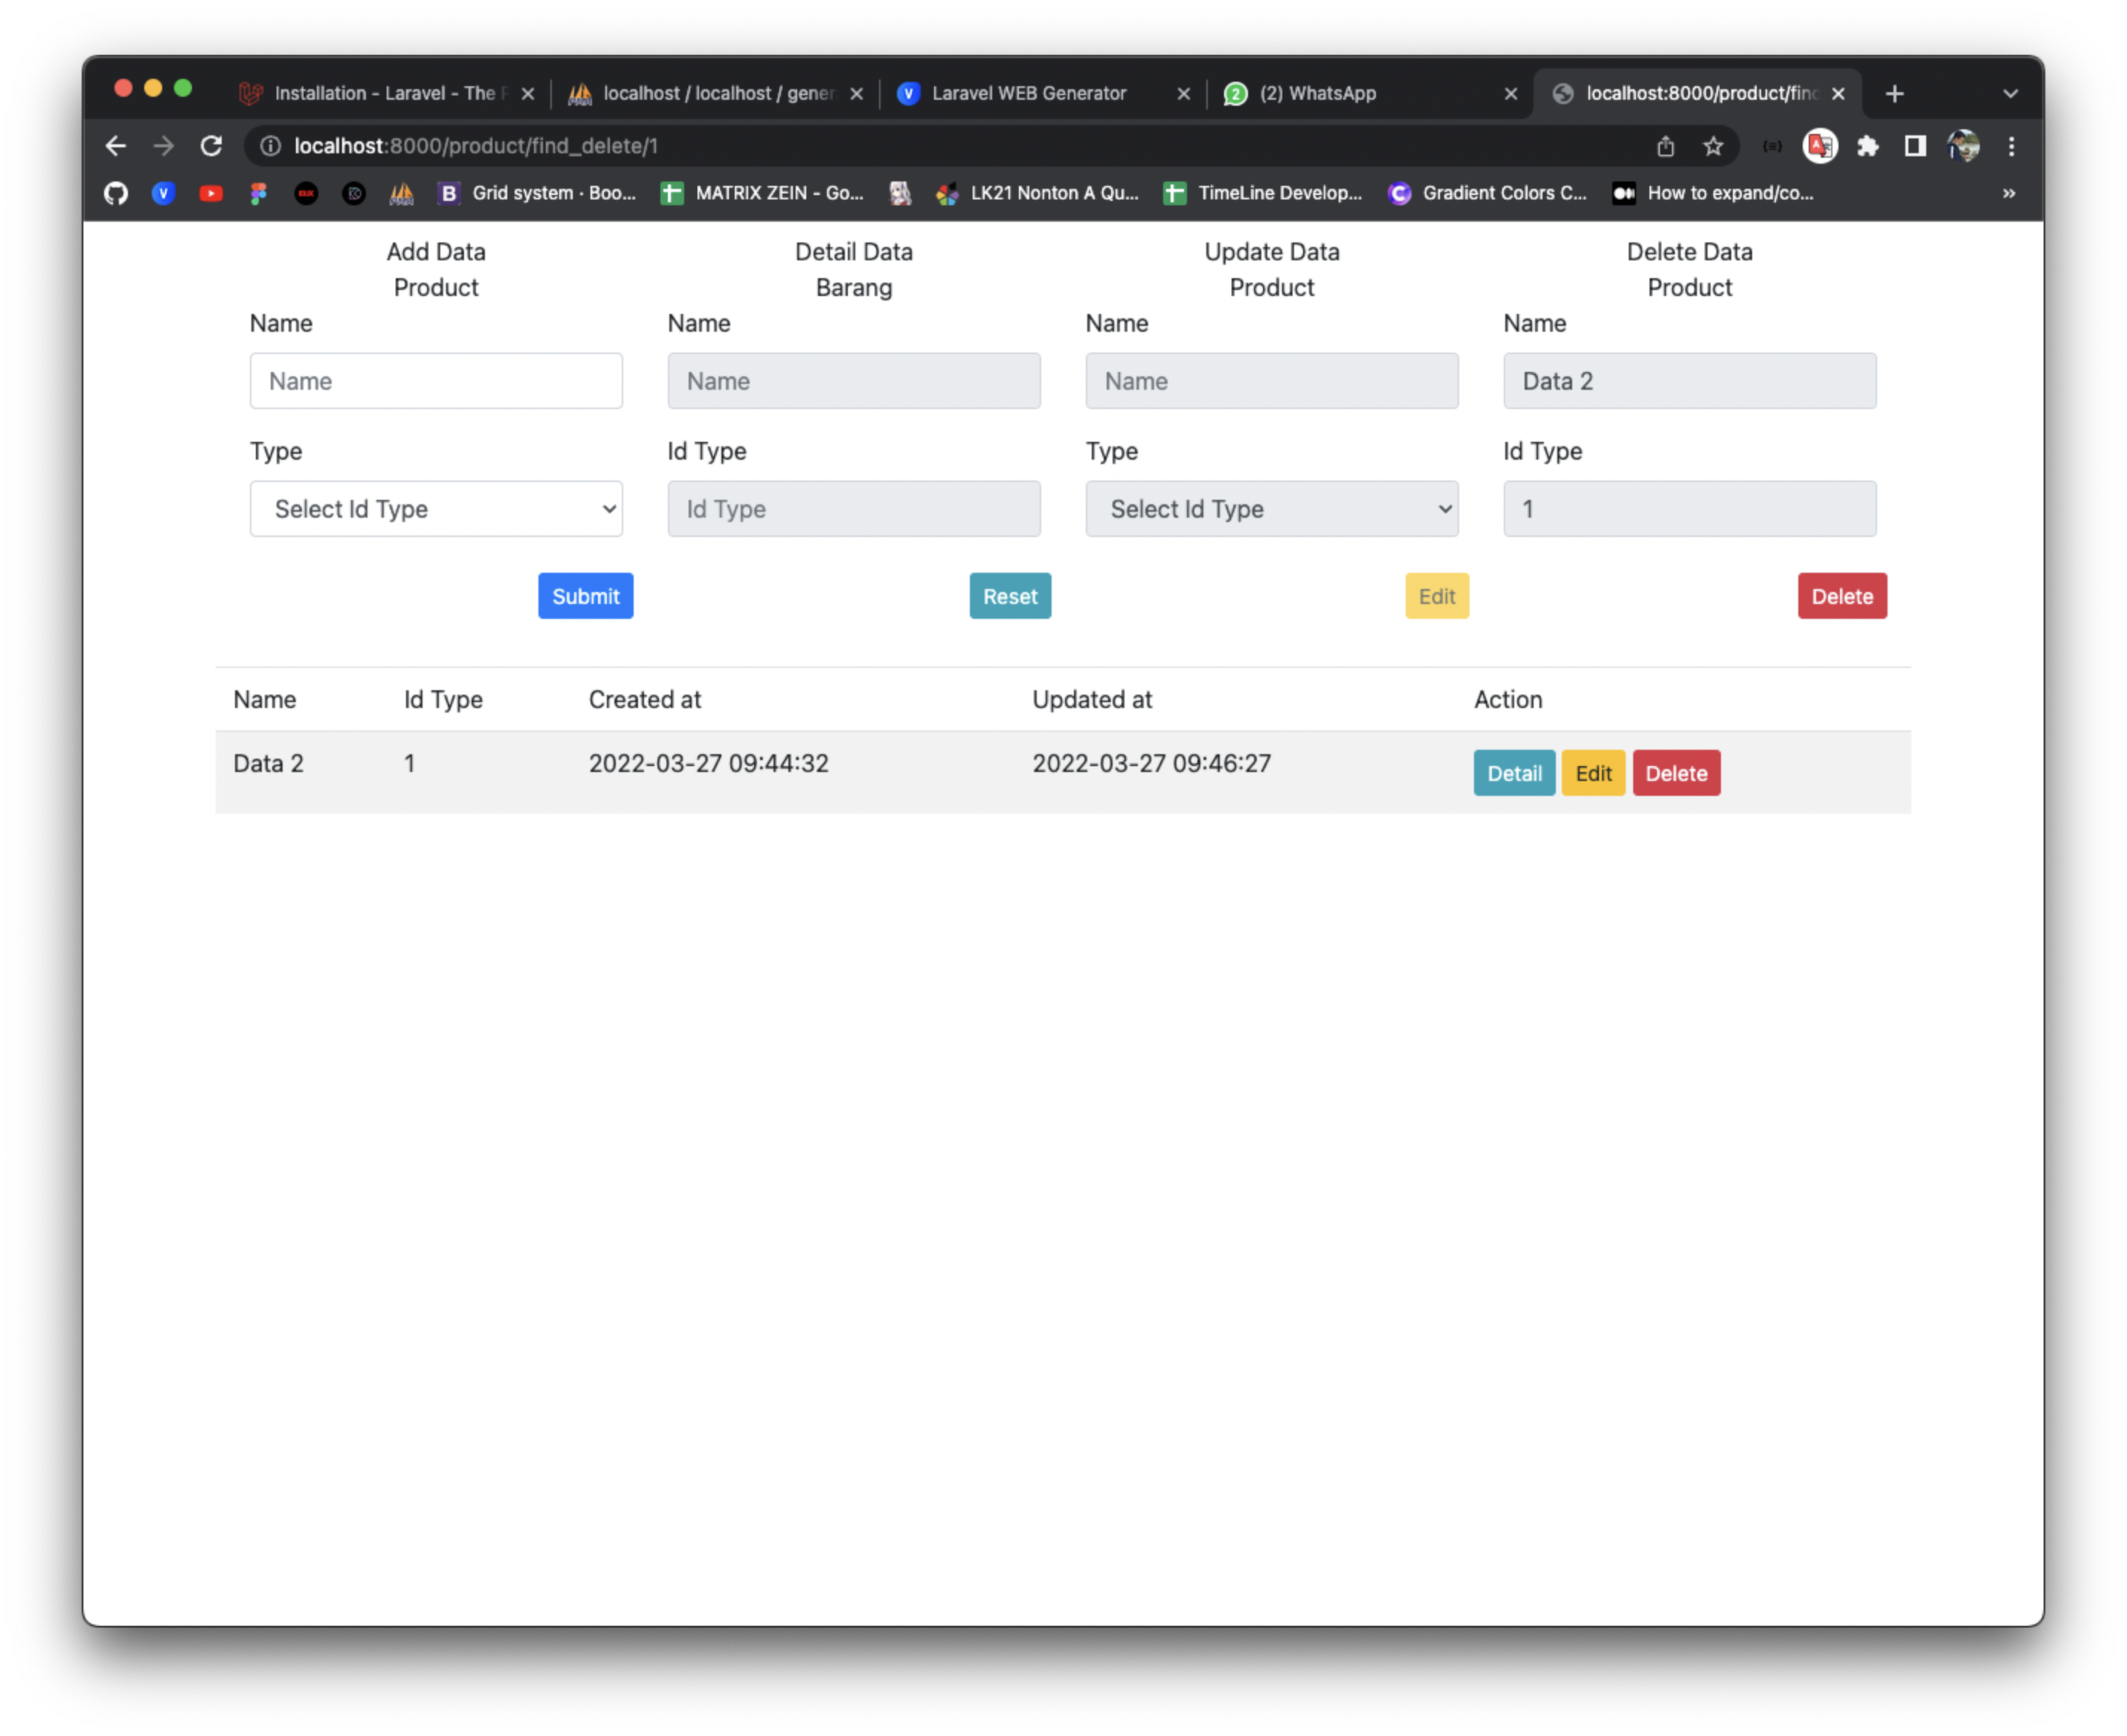 Installation - Laravel - The P
localhost / localhost / gener
Laravel WEB Generator
2
(2) WhatsApp
localhost:8000/product/find
localhost:8000/product/find_delete/1
Grid system · Boo...
MATRIX ZEIN - Go...
LK21 Nonton A Qu...
TimeLine Develop...
Gradient Colors C...
How to expand/co...
Add Data
Product
Detail Data
Barang
Update Data
Product
Delete Data
Product
Name
Name
Name
Name
Name
Name
Name
Data 2
Type
Id Type
Type
Id Type
Select Id Type
Id Type
Select Id Type
1
Submit
Reset
Edit
Delete
Name Id Type Created at Updated at Action
Data 2 1 2022-03-27 09:44:32 2022-03-27 09:46:27 Detail Edit Delete